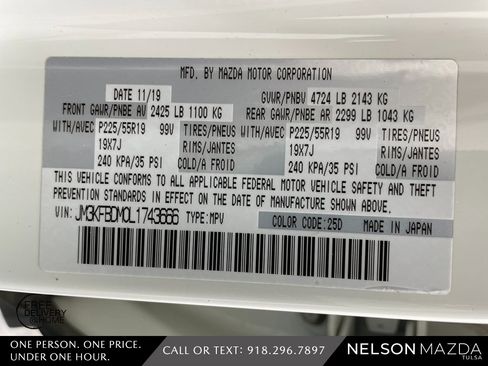 MFD. BY MAZDA MOTOR CORPORATION
DATE 11/19 GVWR/PNBV 4724 LB 2143 KG
FRONT GAWR/PNBE AV 2425 LB 1100 KG REAR GAWR/PNBE AR 2299 LB 1043 KG
WITH/AVEC P225/55R19 99V TIRES/PNEUS WITH/AVEC P225/55R19 99V TIRES/PNEUS
19X7J RIMS/JANTES 19X7J RIMS/JANTES
240 KPA/35 PSI COLD/A FROID 240 KPA/35 PSI COLD/A FROID
THIS VEHICLE CONFORMS TO ALL APPLICABLE FEDERAL MOTOR VEHICLE SAFETY AND THEFT
PREVENTION STANDARDS IN EFFECT ON THE DATE OF MANUFACTURE SHOWN ABOVE.
VIN: JM3KFBDM0L1743666 TYPE: MPV COLOR CODE:25D MADE IN JAPAN
FREE
DELIVERY
@HOME
ONE PERSON. ONE PRICE.
UNDER ONE HOUR.
CALL OR TEXT: 918.296.7897
NELSON MAZDA
TULSA